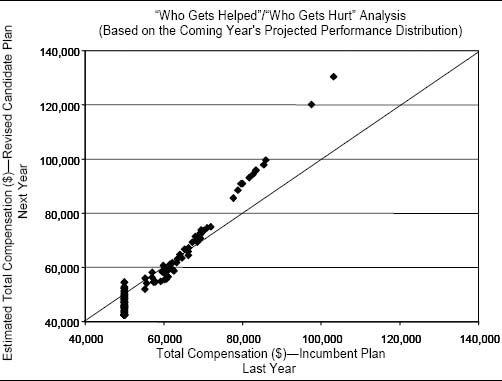 “Who Gets Helped”/“Who Gets Hurt” Analysis
(Based on the Coming Year's Projected Performance Distribution)
Estimated Total Compensation ($)—Revised Candidate Plan
Next Year
140,000
120,000
100,000
80,000
60,000
40,000
40,000 60,000 80,000 100,000 120,000 140,000
Total Compensation ($)—Incumbent Plan
Last Year